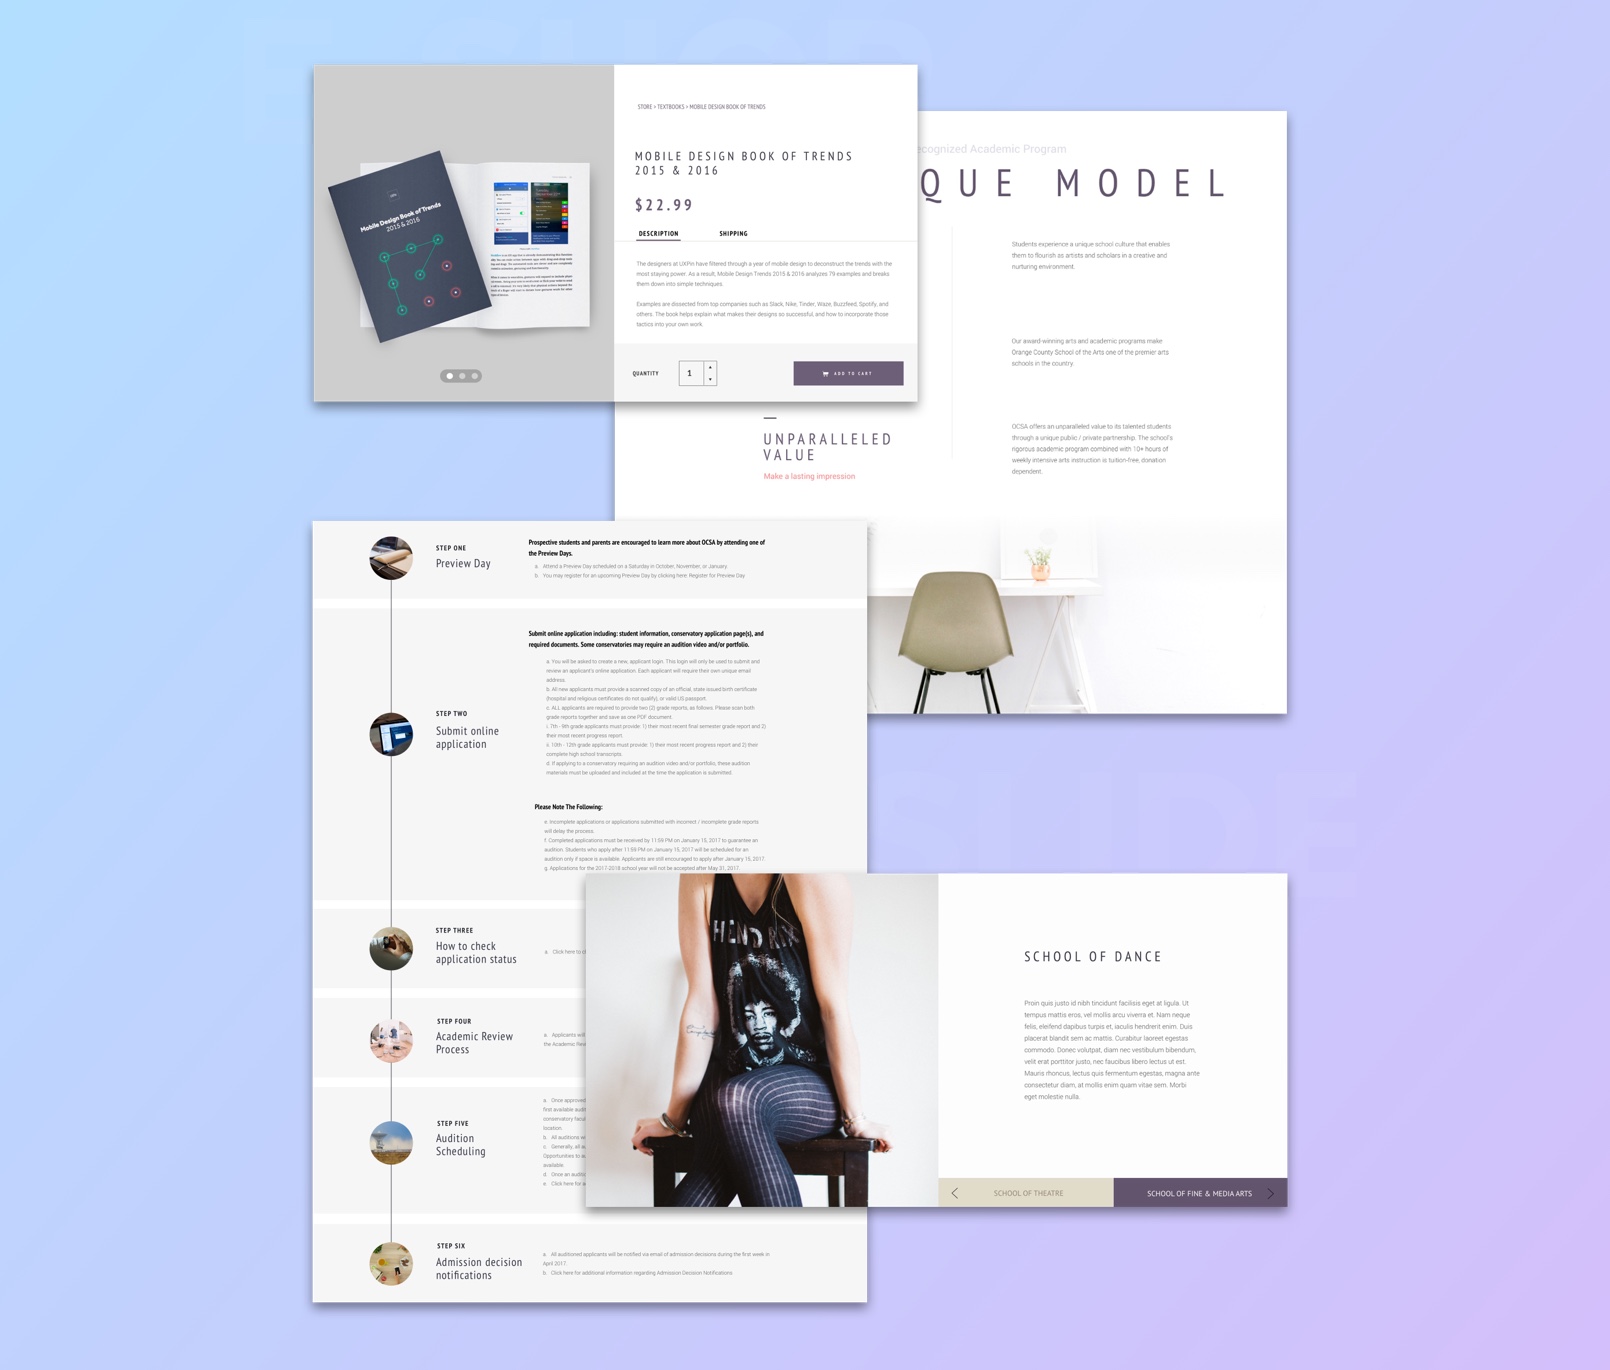 STORE > TEXTBOOKS > MOBILE DESIGN BOOK OF TRENDS
MOBILE DESIGN BOOK OF TRENDS
2015 & 2016
$22.99
DESCRIPTION
SHIPPING
The designers at UXPin have filtered through a year of mobile design to deconstruct the trends with the
most staying power. As a result, Mobile Design Trends 2015 & 2016 analyzes 79 examples and breaks
them down into simple techniques.
Examples are dissected from top companies such as Slack, Nike, Tinder, Waze, Buzzfeed, Spotify, and
others. The book helps explain what makes their designs so successful, and how to incorporate those
tactics into your own work.
QUANTITY
1
ADD TO CART
Mobile Design Book of Trends
2015 & 2016
ecognized Academic Program
QUE MODEL
Students experience a unique school culture that enables
them to flourish as artists and scholars in a creative and
nurturing environment.
Our award-winning arts and academic programs make
Orange County School of the Arts one of the premier arts
schools in the country
UNPARALLELED
VALUE
Make a lasting impression
OCSA offers an unparalleled value to its talented students
through a unique public / private partnership. The school's
rigorous academic program combined with 10+ hours of
weekly intensive arts instruction is tuition-free, donation
dependent.
STEP ONE
Preview Day
Prospective students and parents are encouraged to learn more about OCSA by attending one of
the Preview Days.
a. Attend a Preview Day scheduled on a Saturday in October, November, or January.
b. You may register for an upcoming Preview Day by clicking here: Register for Preview Day
STEP TWO
Submit online
application
Submit online application including: student information, conservatory application page(s), and
required documents. Some conservatories may require an audition video and/or portfolio.
a. You will be asked to create a new, applicant login. This login will only be used to submit and
review an applicant's online application. Each applicant will require their own unique email
address.
b. All new applicants must provide a scanned copy of an official, state issued birth certificate
(hospital and religious certificates do not qualify), or valid US passport.
c. ALL applicants are required to provide two (2) grade reports, as follows. Please scan both
grade reports together and save as one PDF document.
i. 7th - 9th grade applicants must provide: 1) their most recent final semester grade report and 2)
their most recent progress report.
ii. 10th - 12th grade applicants must provide: 1) their most recent progress report and 2) their
complete high school transcripts
d. If applying to a conservatory requiring an audition video and/or portfolio, these audition
materials must be uploaded and included at the time the application is submitted.
Please Note The Following:
e. Incomplete applications or applications submitted with incorrect / incomplete grade reports
will delay the process.
f. Completed applications must be received by 11:59 PM on January 15, 2017 to guarantee an
audition. Students who apply after 11:59 PM on January 15, 2017 will be scheduled for an
audition only if space is available. Applicants are still encouraged to apply after January 15, 2017.
g. Applications for the 2017-2018 school year will not be accepted after May 31, 2017.
STEP THREE
How to check
application status
a. Click here to
STEP FOUR
Academic Review
Process
a. Applicants will
the Academic
STEP FIVE
Audition
Scheduling
a. Once approved
first available
conservatory
location.
b. All auditions
c. Generally, all
Opportunities to
available.
d. Once an
e. Click here for
STEP SIX
Admission decision
notifications
a. All auditioned applicants will be notified via email of admission decisions during the first week in
April 2017.
b. Click here for additional information regarding Admission Decision Notifications
HENDRIX
SCHOOL OF DANCE
Proin quis justo id nibh tincidunt facilisis eget at ligula. Ut
tempus mattis eros, vel mollis arcu viverra et. Nam neque
felis, eleifend dapibus turpis et, iaculis hendrerit enim. Duis
placerat blandit sem ac mattis. Curabitur laoreet egestas
commodo. Donec volutpat, diam nec vestibulum bibendum,
velit erat porttitor justo, nec faucibus libero lectus ut est.
Mauris rhoncus, lectus quis fermentum egestas, magna ante
consectetur diam, at mollis enim quam vitae sem. Morbi
eget molestie nulla.
SCHOOL OF THEATRE
SCHOOL OF FINE & MEDIA ARTS